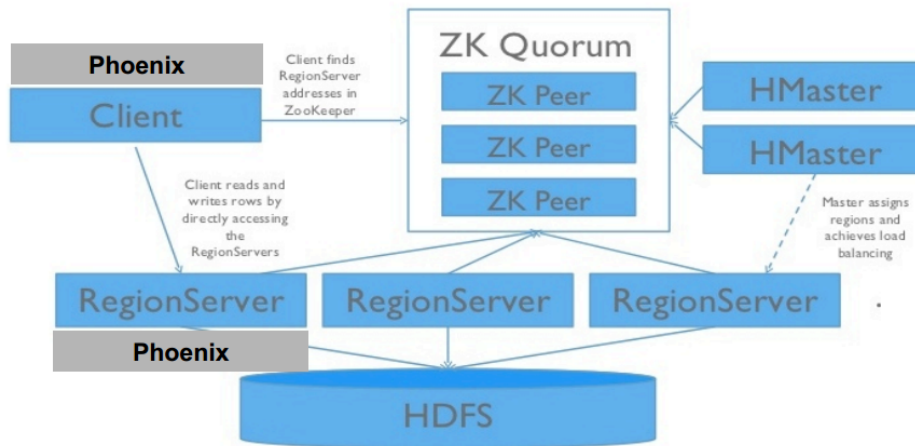 Phoenix
Client
Client finds
RegionServer
addresses in
ZooKeeper
ZK Quorum
ZK Peer
ZK Peer
ZK Peer
HMaster
HMaster
Client reads and
writes rows by
directly accessing
the
RegionServers
Master assigns
regions and
achieves load
balancing
RegionServer
RegionServer
RegionServer
Phoenix
HDFS